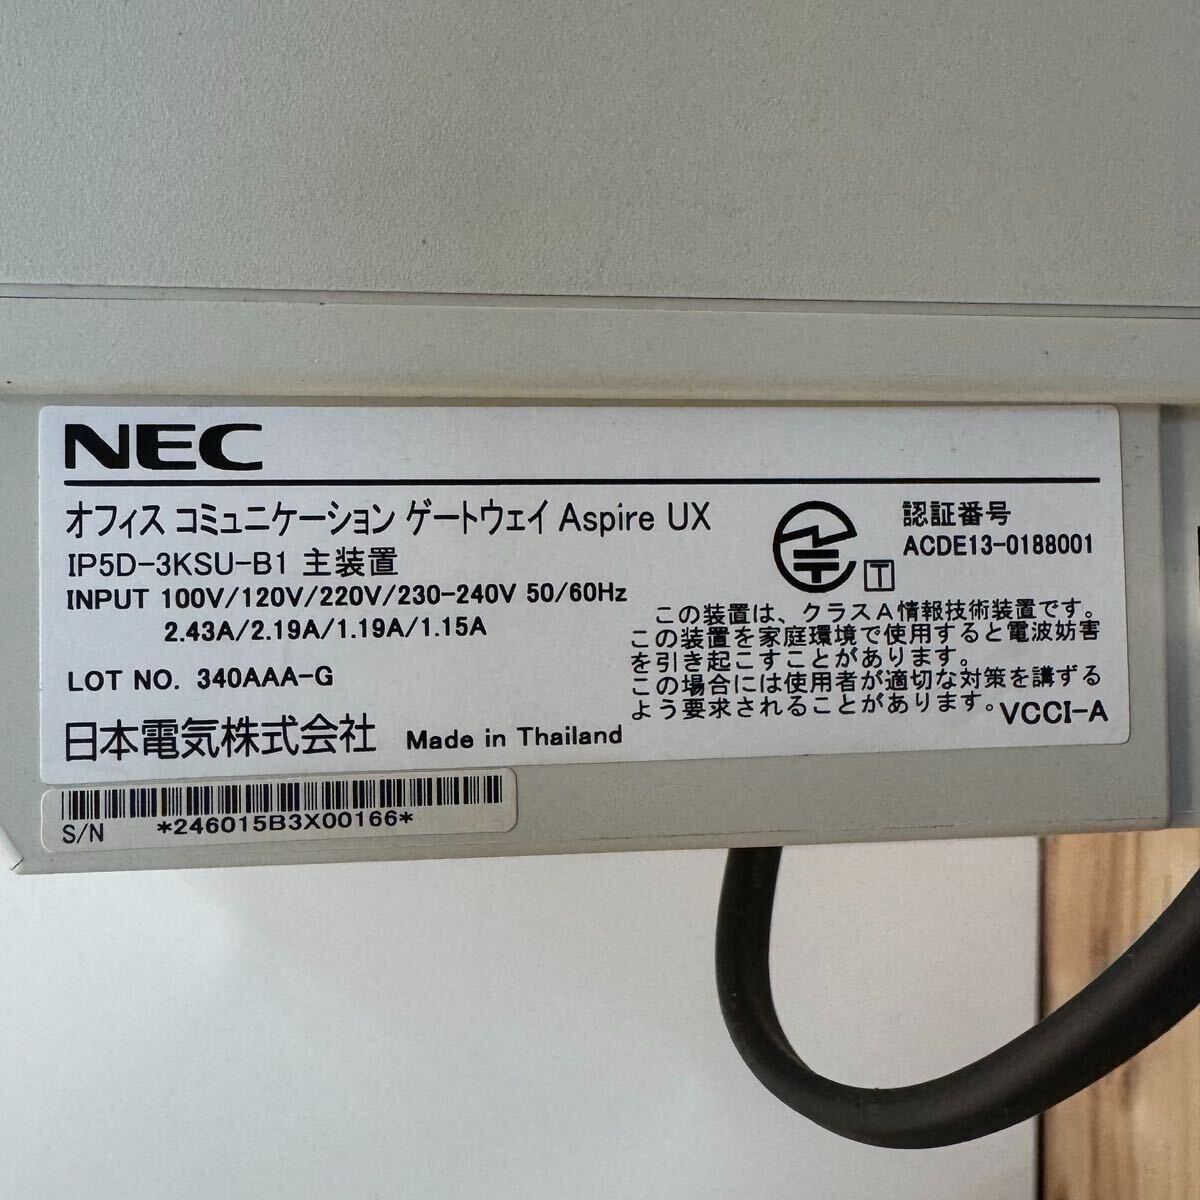 NEC
オフィス コミュニケーション ゲートウェイ Aspire UX
IP5D-3KSU-B1 主装置
INPUT 100V/120V/220V/230-240V 50/60Hz
2.43A/2.19A/1.19A/1.15A
LOT NO. 340AAA-G
日本電気株式会社 Made in Thailand
T
認証番号
ACDE13-0188001
この装置は、クラスA情報技術装置です。
この装置を家庭環境で使用すると電波妨害
を引き起こすことがあります。
この場合には使用者が適切な対策を講ずる
よう要求されることがあります。VCCI-A
S/N *246015B3X00166*